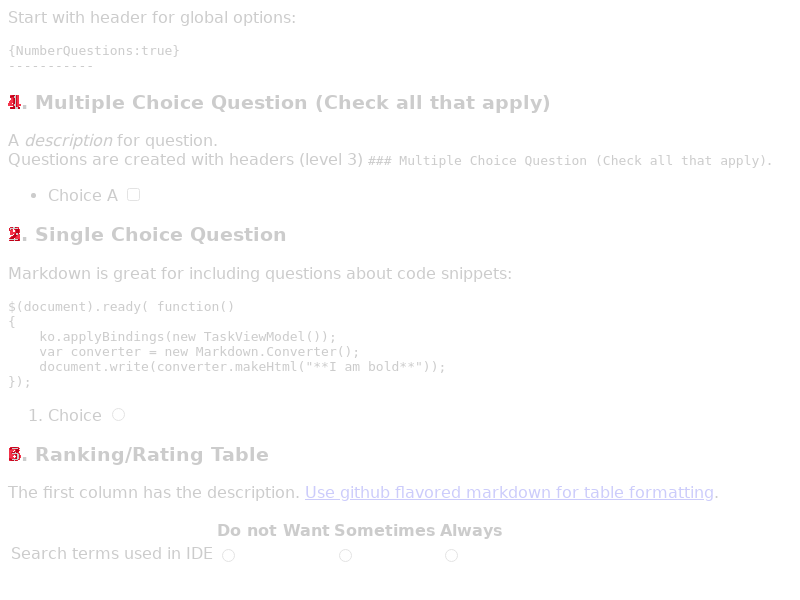 Start with header for global options:
{NumberQuestions:true}
-----------
Multiple Choice Question (Check all that apply)
A description for question.
Questions are created with headers (level 3) ### Multiple Choice Question (Check all that apply).
• Choice A
Single Choice Question
Markdown is great for including questions about code snippets:
$(document).ready( function()
{
    ko.applyBindings(new TaskViewModel());
    var converter = new Markdown.Converter();
    document.write(converter.makeHtml("**I am bold**"));
});
1. Choice
Ranking/Rating Table
The first column has the description. Use github flavored markdown for table formatting.
Do not Want Sometimes Always
Search terms used in IDE